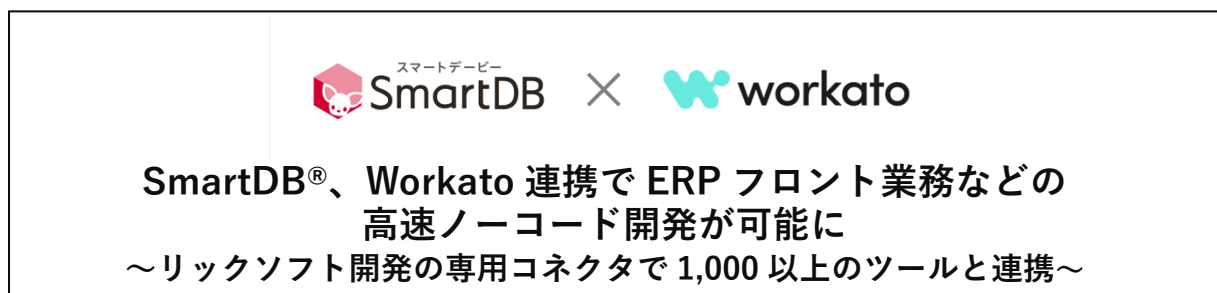 スマートデービー
SmartDB × workato
SmartDB®、Workato 連携で ERP フロント業務などの
高速ノーコード開発が可能に
～リックソフト開発の専用コネクタで 1,000 以上のツールと連携～